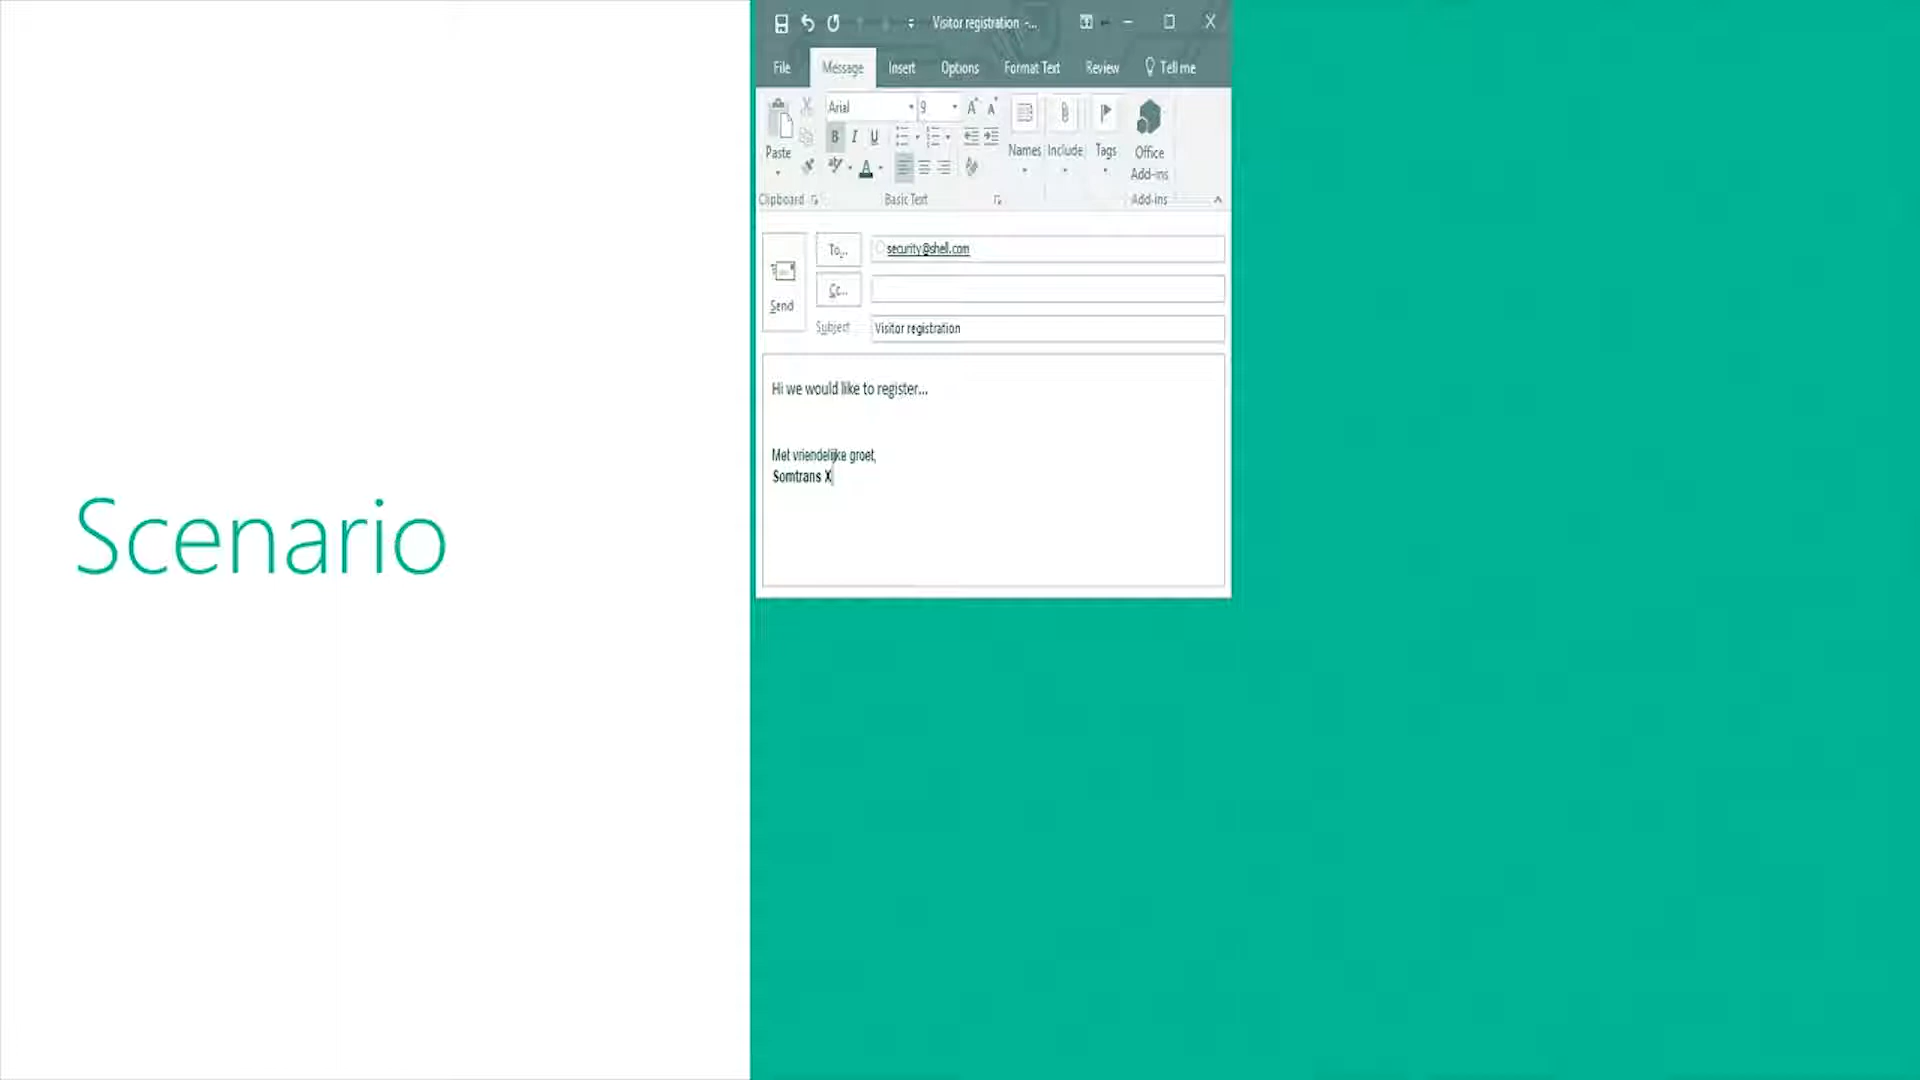 Scenario
Visitor registration -...
File Message Insert Options Format Text Review Tell me
Arial 9
B I U
Paste
Names Include Tags Office Add-ins
Clipboard Basic Text Add-ins
To... security@shell.com
Cc...
Send
Subject Visitor registration
Hi we would like to register...
Met vriendelijke groet,
Somtrans X